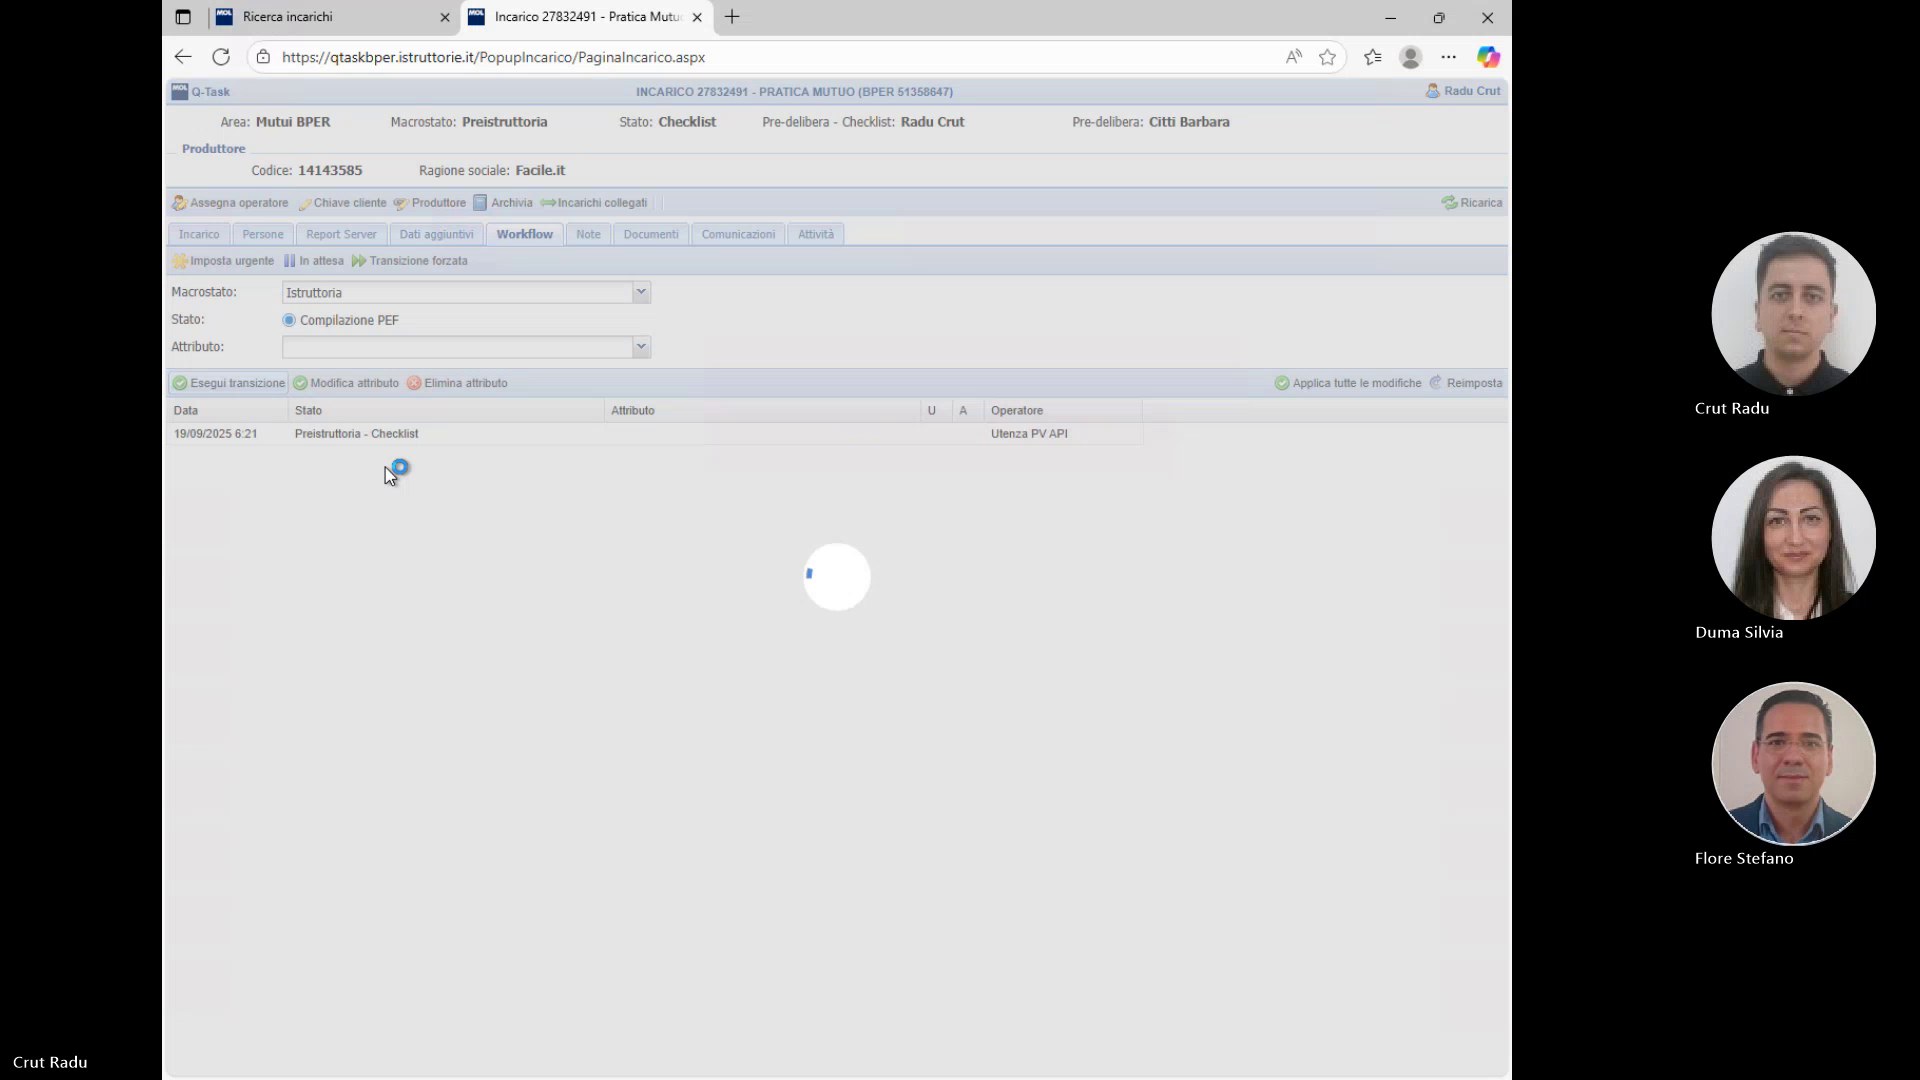 Ricerca incarichi
Incarico 27832491 - Pratica Mutu
https://qtaskbper.istruttorie.it/PopupIncarico/PaginaIncarico.aspx
Q-Task INCARICO 27832491 - PRATICA MUTUO (BPER 51358647) Radu Crut
Area: Mutui BPER Macrostato: Preistruttoria Stato: Checklist Pre-delibera - Checklist: Radu Crut Pre-delibera: Citti Barbara
Produttore
Codice: 14143585 Ragione sociale: Facile.it
Assegna operatore Chiave cliente Produttore Archivia Incarichi collegati Ricarica
Incarico Persone Report Server Dati aggiuntivi Workflow Note Documenti Comunicazioni Attività
Imposta urgente In attesa Transizione forzata
Macrostato: Istruttoria
Stato: Compilazione PEF
Attributo:
Esegui transizione Modifica attributo Elimina attributo Applica tutte le modifiche Reimposta
Data Stato Attributo U A Operatore
19/09/2025 6:21 Preistruttoria - Checklist Utenza PV API
Crut Radu
Duma Silvia
Flore Stefano
Crut Radu